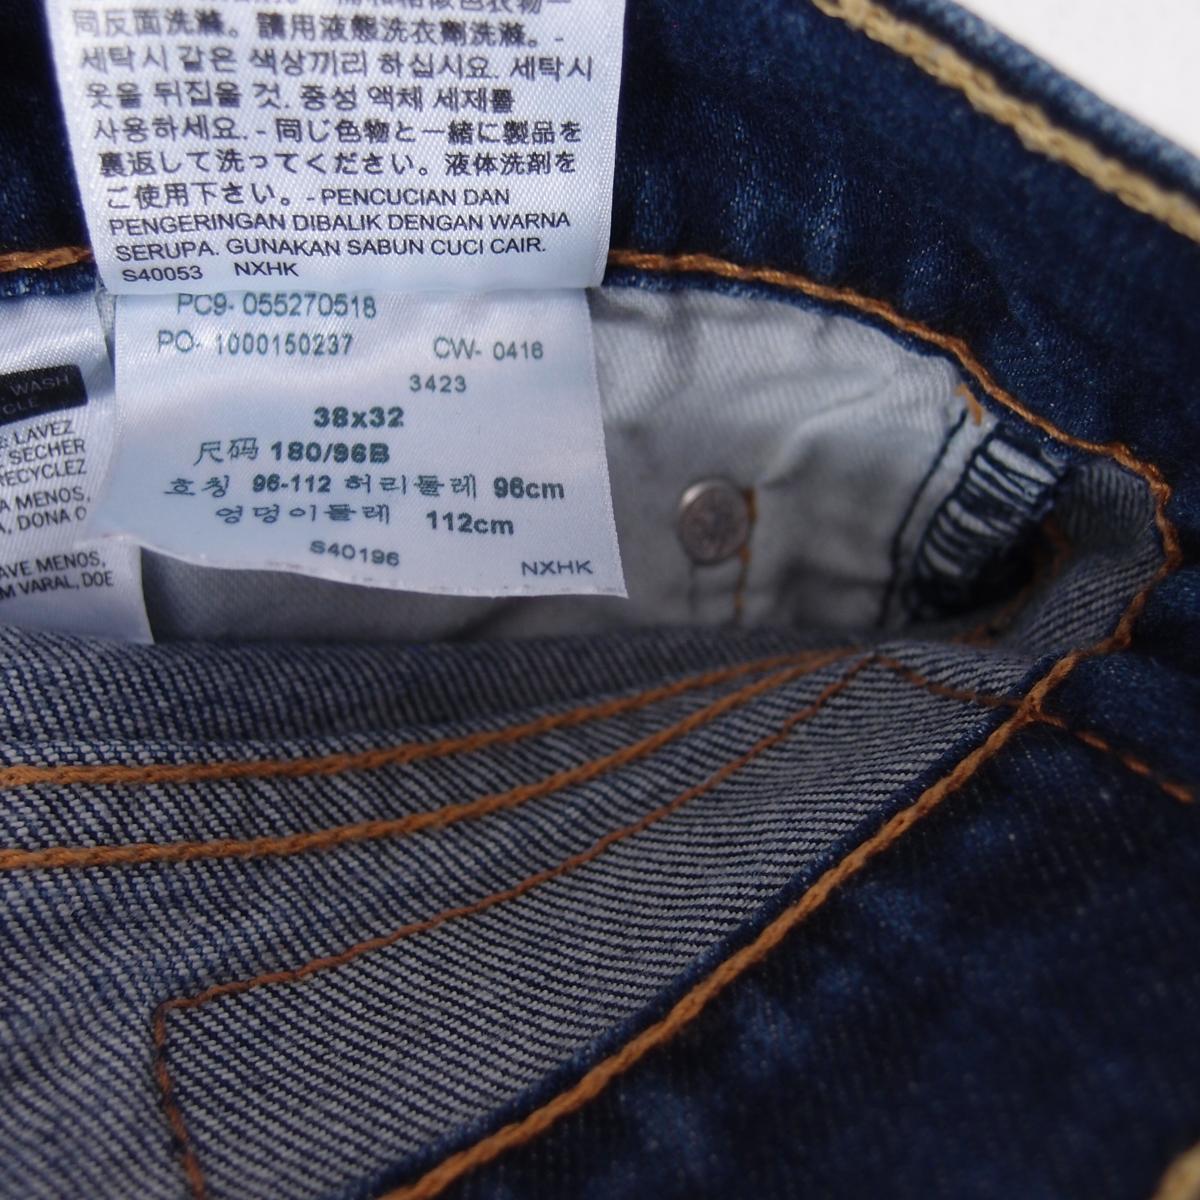 同反面洗滌。請用液態洗衣劑洗滌。-
세탁시 같은 색상끼리 하십시요. 세탁시
옷을 뒤집을 것. 중성 액체 세제를
사용하세요. - 同じ色物と一緒に製品を
裏返して洗ってください。液体洗剤を
ご使用下さい。- PENCUCIAN DAN
PENGERINGAN DIBALIK DENGAN WARNA
SERUPA. GUNAKAN SABUN CUCI CAIR.
S40053 NXHK
PC9- 055270518
PO- 1000150237 CW- 0416
3423
38x32
尺码 180/96B
호칭 96-112 허리둘레 96cm
엉덩이둘레 112cm
S40196 NXHK
WASH
CLE
LAVEZ
SECHER
RECYCLEZ
A MENOS,
A, DONA O
AVE MENOS,
M VARAL, DOE